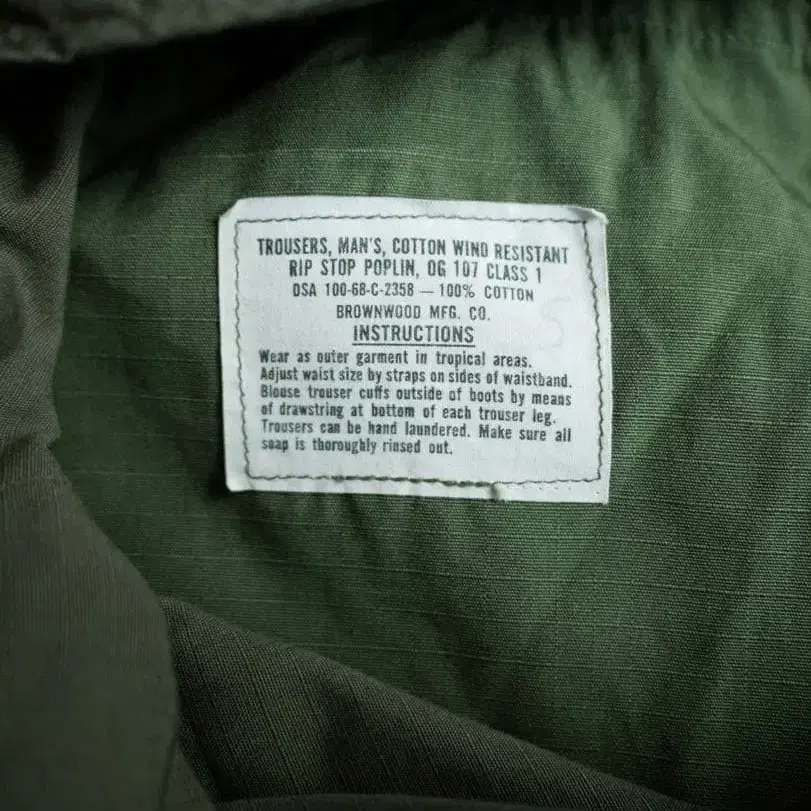 TROUSERS, MAN'S, COTTON WIND RESISTANT
RIP STOP POPLIN, OG 107 CLASS 1
DSA 100-68-C-2358 — 100% COTTON
BROWNWOOD MFG. CO.
INSTRUCTIONS
Wear as outer garment in tropical areas.
Adjust waist size by straps on sides of waistband.
Blouse trouser cuffs outside of boots by means
of drawstring at bottom of each trouser leg.
Trousers can be hand laundered. Make sure all
soap is thoroughly rinsed out.